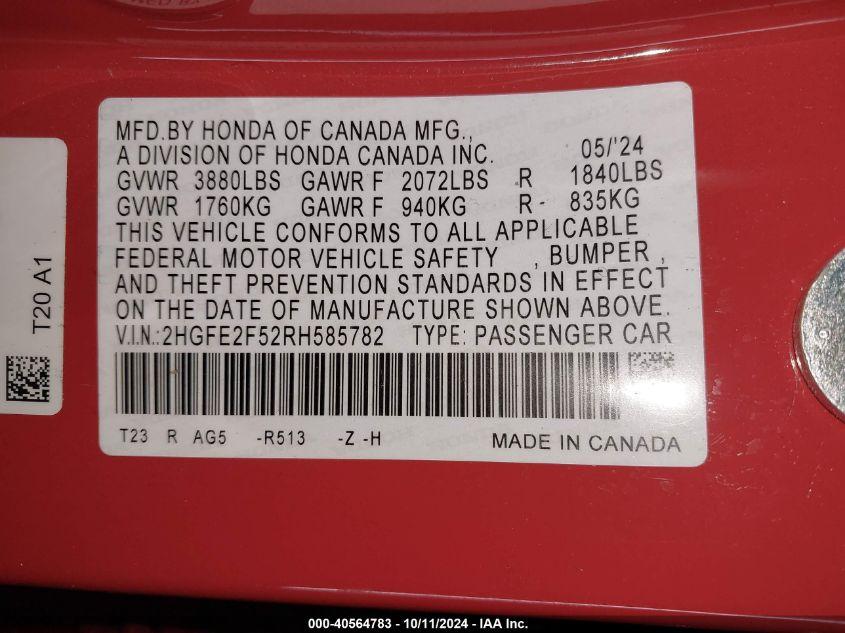 MFD.BY HONDA OF CANADA MFG.,
A DIVISION OF HONDA CANADA INC. 05/'24
GVWR 3880LBS GAWR F 2072LBS R 1840LBS
GVWR 1760KG GAWR F 940KG R - 835KG
THIS VEHICLE CONFORMS TO ALL APPLICABLE
FEDERAL MOTOR VEHICLE SAFETY , BUMPER ,
AND THEFT PREVENTION STANDARDS IN EFFECT
ON THE DATE OF MANUFACTURE SHOWN ABOVE.
V.I.N.:2HGFE2F52RH585782 TYPE: PASSENGER CAR
T23 R AG5 -R513 -Z -H MADE IN CANADA
T20 A1
000-40564783 - 10/11/2024 - IAA Inc.